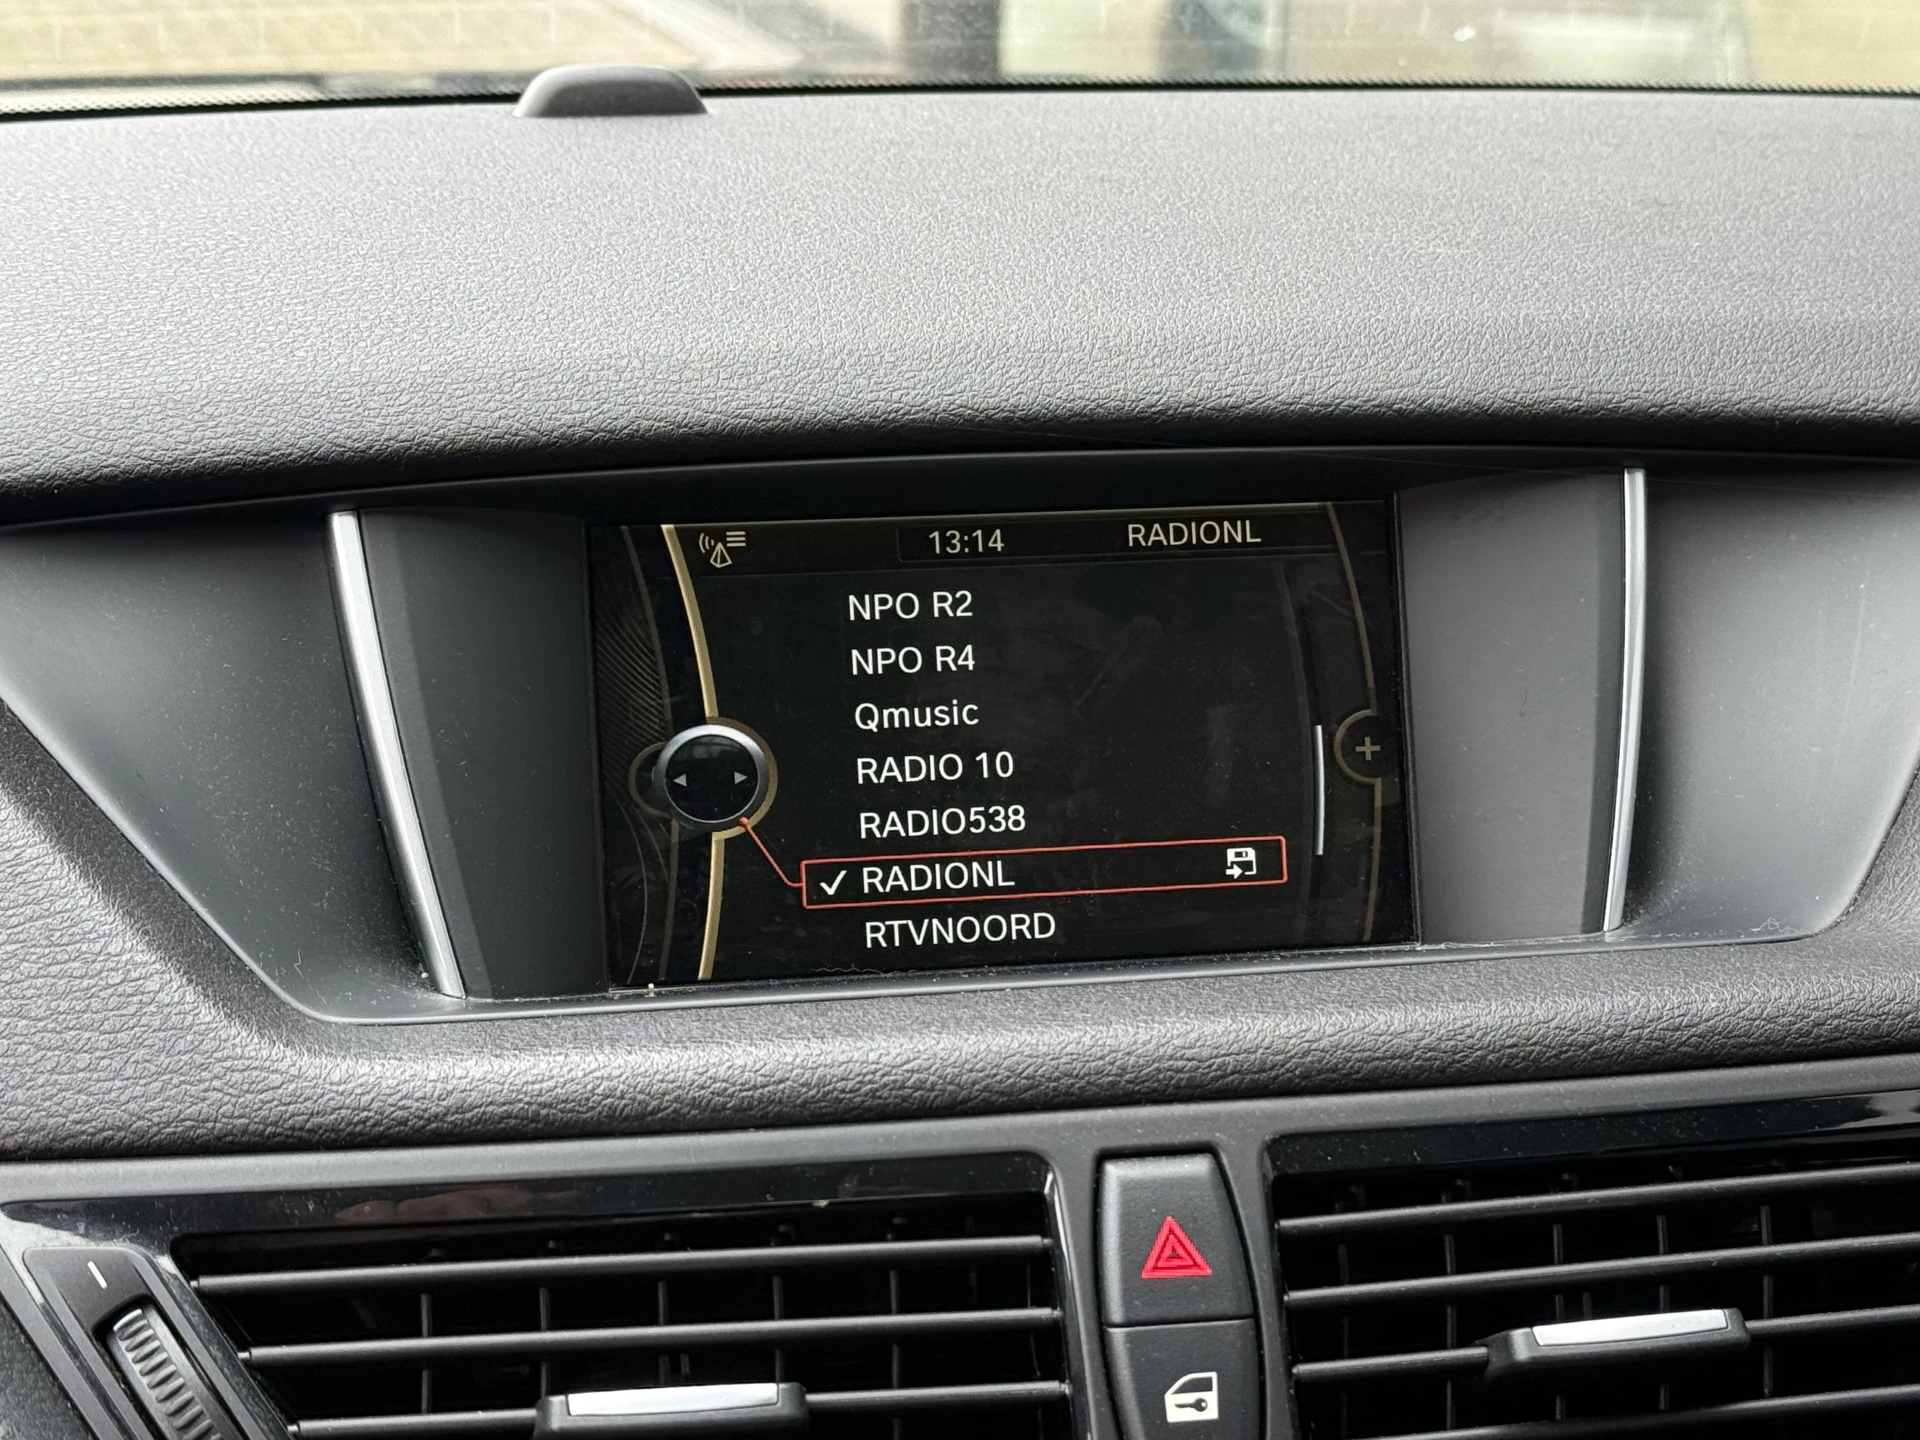 13:14 RADIONL
NPO R2
NPO R4
Qmusic
RADIO 10
RADIO538
RADIONL
RTVNOORD